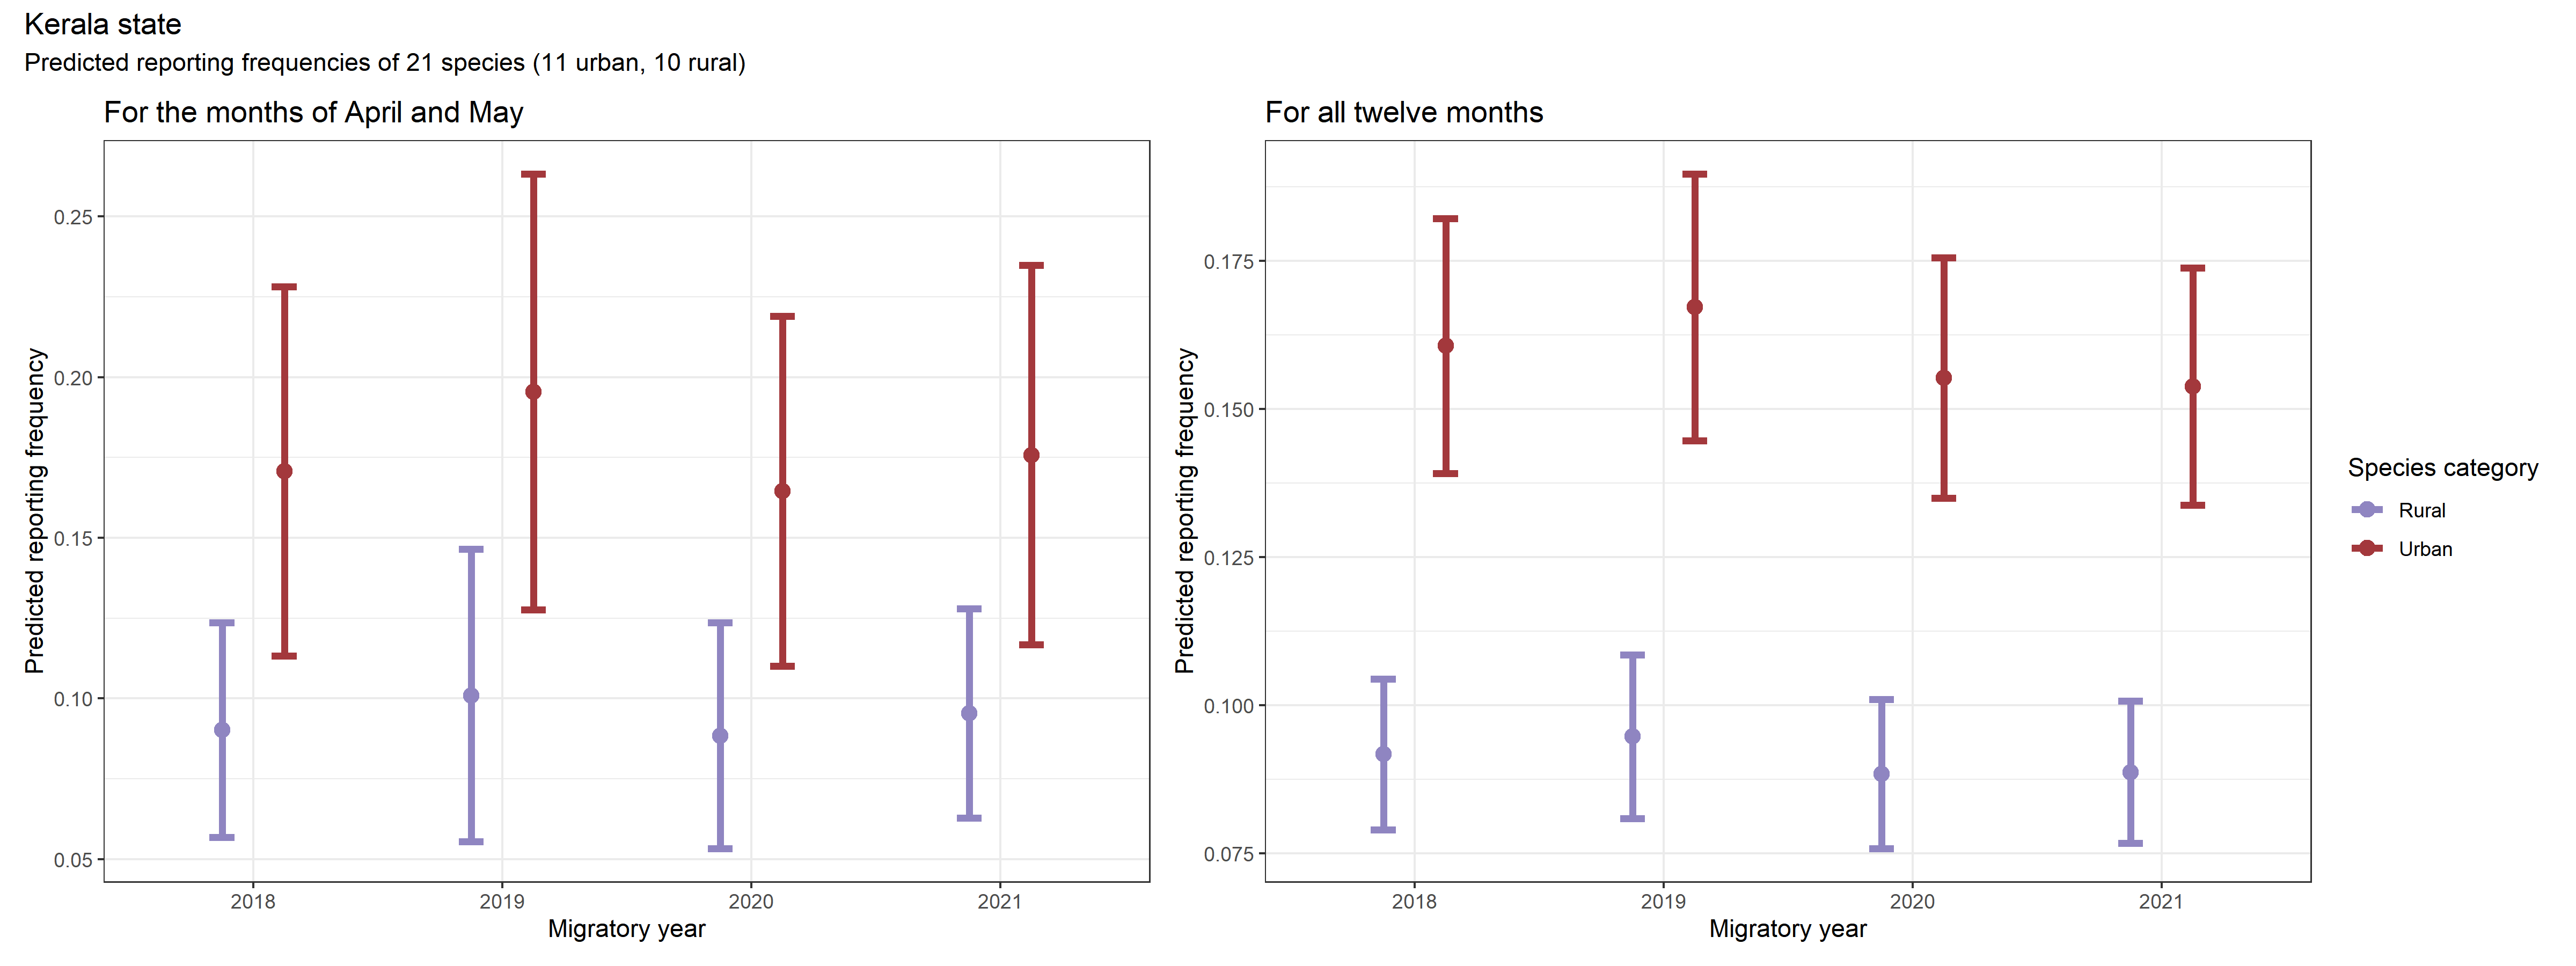 Kerala state
Predicted reporting frequencies of 21 species (11 urban, 10 rural)
For the months of April and May
Predicted reporting frequency
0.25
0.20
0.15
0.10
0.05
2018 2019 2020 2021
Migratory year
For all twelve months
Predicted reporting frequency
0.175
0.150
0.125
0.100
0.075
2018 2019 2020 2021
Migratory year
Species category
Rural
Urban